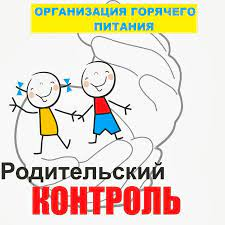 ОРГАНИЗАЦИЯ ГОРЯЧЕГО
ПИТАНИЯ
Родительский
КОНТРОЛЬ